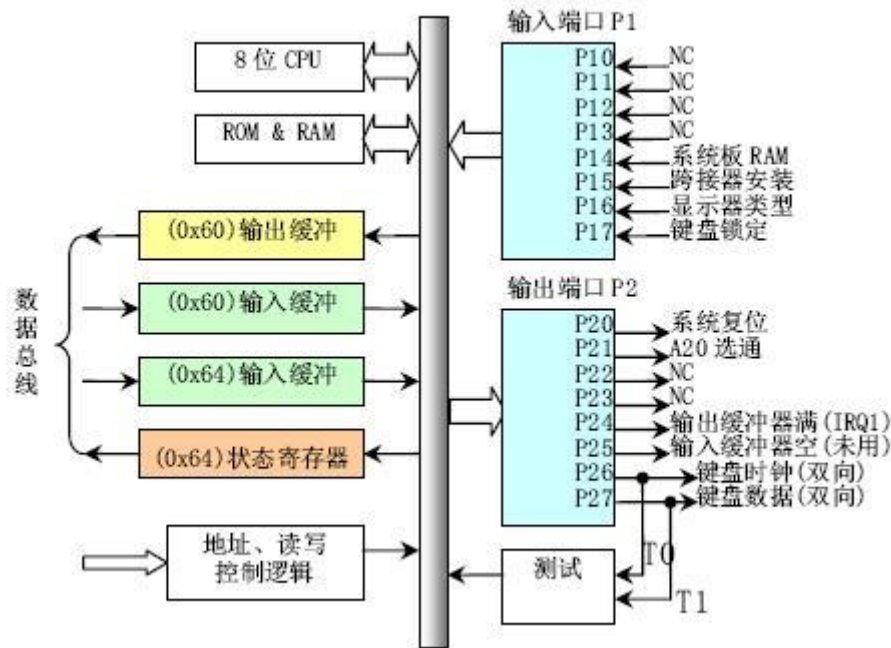 8 位 CPU
ROM & RAM
(0x60)输出缓冲
(0x60)输入缓冲
(0x64)输入缓冲
(0x64)状态寄存器
数据总线
地址、读写
控制逻辑
输入端口 P1
P10 NC
P11 NC
P12 NC
P13 NC
P14 系统板 RAM
P15 跨接器安装
P16 显示器类型
P17 键盘锁定
输出端口 P2
P20 系统复位
P21 A20 选通
P22 NC
P23 NC
P24 输出缓冲器满(IRQ1)
P25 输入缓冲器空(未用)
P26 键盘时钟(双向)
P27 键盘数据(双向)
测试
T0
T1